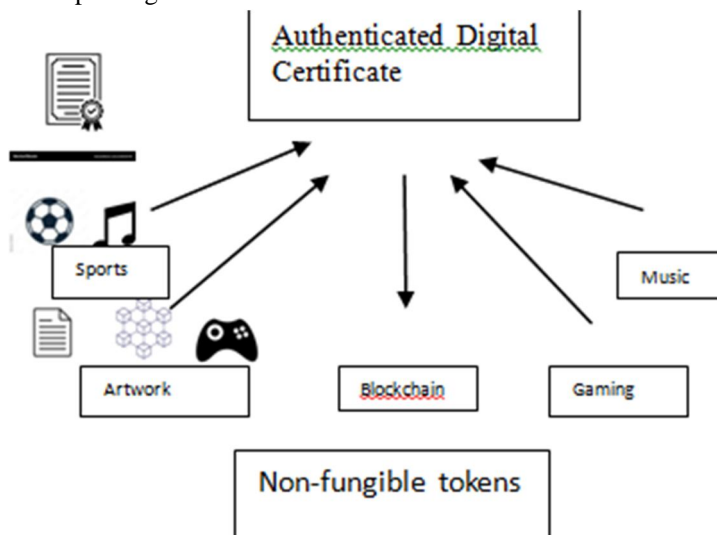 Authenticated Digital
Certificate
Sports
Music
Artwork
Blockchain
Gaming
Non-fungible tokens